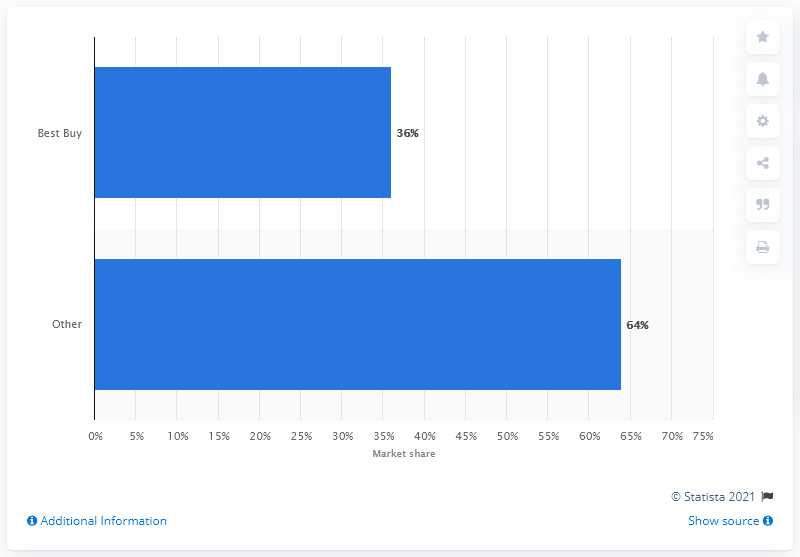 Best Buy
36%
Other
64%
0% 5% 10% 15% 20% 25% 30% 35% 40% 45% 50% 55% 60% 65% 70% 75%
Market share
© Statista 2021
Additional Information
Show source